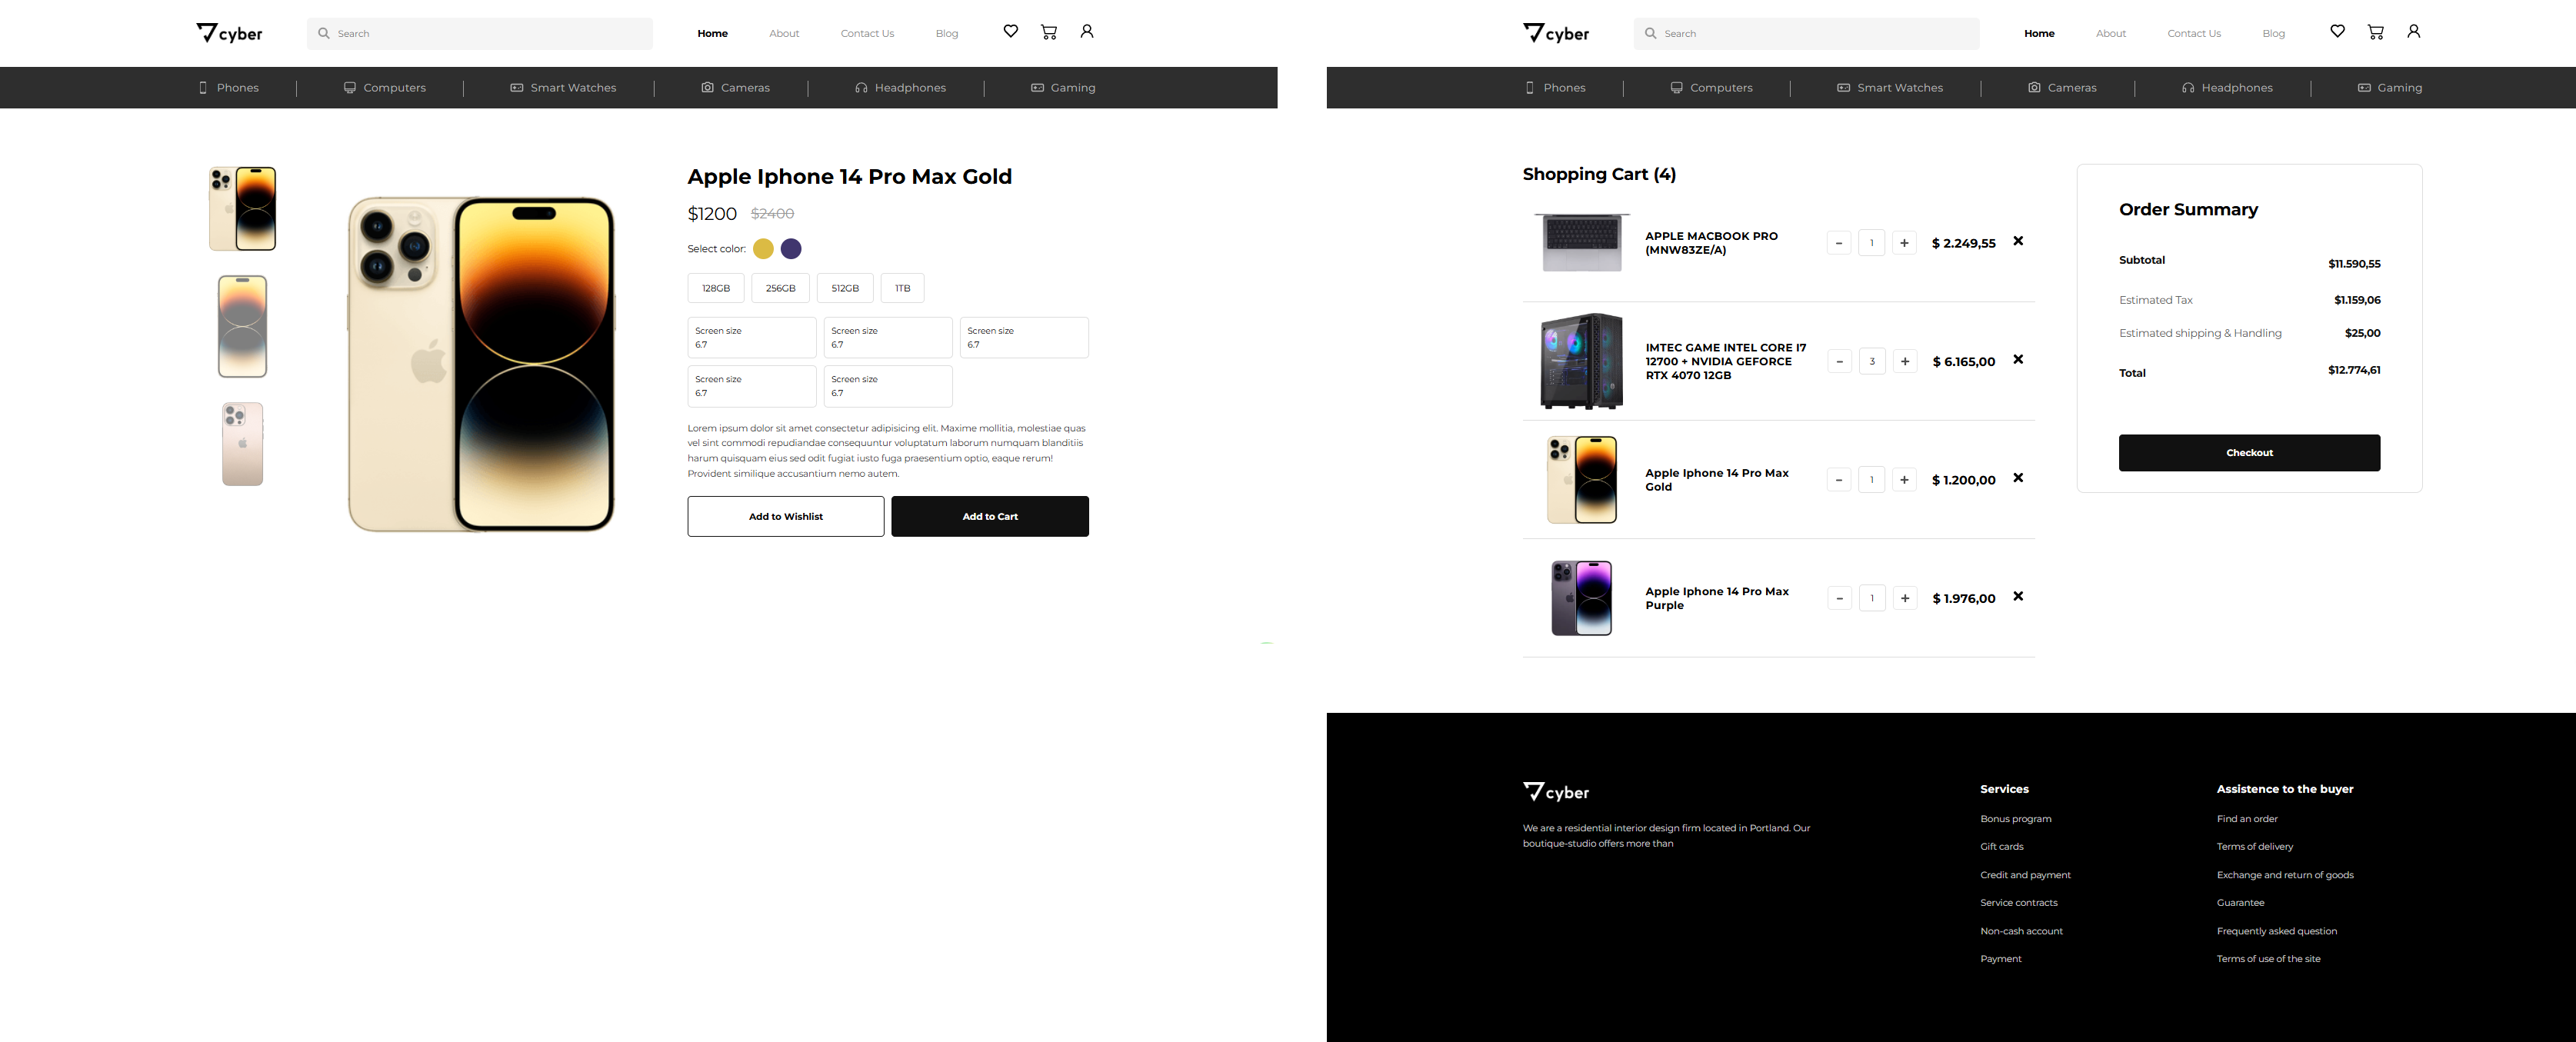 cyber
Search
Home
About
Contact Us
Blog
Phones
Computers
Smart Watches
Cameras
Headphones
Gaming
Apple Iphone 14 Pro Max Gold
$1200 $2400
Select color:
128GB
256GB
512GB
1TB
Screen size
6.7
Screen size
6.7
Screen size
6.7
Screen size
6.7
Screen size
6.7
Lorem ipsum dolor sit amet consectetur adipisicing elit. Maxime mollitia, molestiae quas
vel sint commodi repudiandae consequuntur voluptatum laborum numquam blanditiis
harum quisquam eius sed odit fugiat iusto fuga praesentium optio, eaque rerum!
Provident similique accusantium nemo autem.
Add to Wishlist
Add to Cart
cyber
Search
Home
About
Contact Us
Blog
Phones
Computers
Smart Watches
Cameras
Headphones
Gaming
Shopping Cart (4)
APPLE MACBOOK PRO
(MNW83ZE/A)
- 1 + $ 2.249,55
IMTEC GAME INTEL CORE I7
12700 + NVIDIA GEFORCE
RTX 4070 12GB
- 3 + $ 6.165,00
Apple Iphone 14 Pro Max
Gold
- 1 + $ 1.200,00
Apple Iphone 14 Pro Max
Purple
- 1 + $ 1.976,00
Order Summary
Subtotal $11.590,55
Estimated Tax $1.159,06
Estimated shipping & Handling $25,00
Total $12.774,61
Checkout
cyber
We are a residential interior design firm located in Portland. Our
boutique-studio offers more than
Services
Bonus program
Gift cards
Credit and payment
Service contracts
Non-cash account
Payment
Assistence to the buyer
Find an order
Terms of delivery
Exchange and return of goods
Guarantee
Frequently asked question
Terms of use of the site